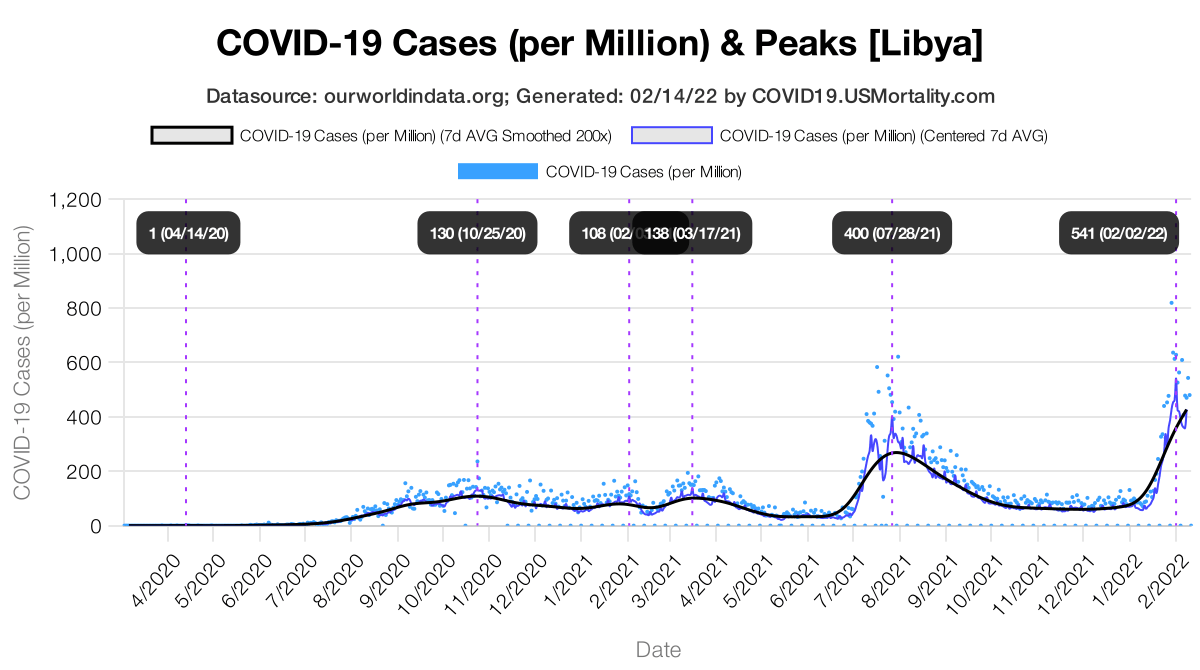 COVID-19 Cases (per Million) & Peaks [Libya]
Datasource: ourworldindata.org; Generated: 02/14/22 by COVID19.USMortality.com
COVID-19 Cases (per Million) (7d AVG Smoothed 200x) COVID-19 Cases (per Million) (Centered 7d AVG)
COVID-19 Cases (per Million)
COVID-19 Cases (per Million)
1,200
1,000
800
600
400
200
0
1 (04/14/20) 130 (10/25/20) 108 (02/ 138 (03/17/21) 400 (07/28/21) 541 (02/02/22)
4/2020 5/2020 6/2020 7/2020 8/2020 9/2020 10/2020 11/2020 12/2020 1/2021 2/2021 3/2021 4/2021 5/2021 6/2021 7/2021 8/2021 9/2021 10/2021 11/2021 12/2021 1/2022 2/2022
Date